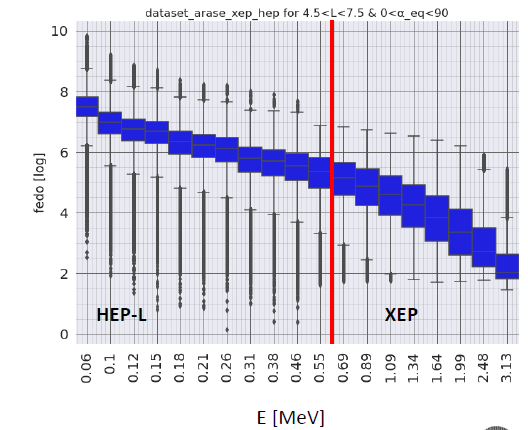 dataset_arase_xep_hep for 4.5<L<7.5 & 0<α_eq<90
fedo [log]
10
8
6
4
2
0
HEP-L
XEP
0.06 0.1 0.12 0.15 0.18 0.21 0.26 0.31 0.38 0.46 0.55 0.69 0.89 1.09 1.34 1.64 1.99 2.48 3.13
E [MeV]